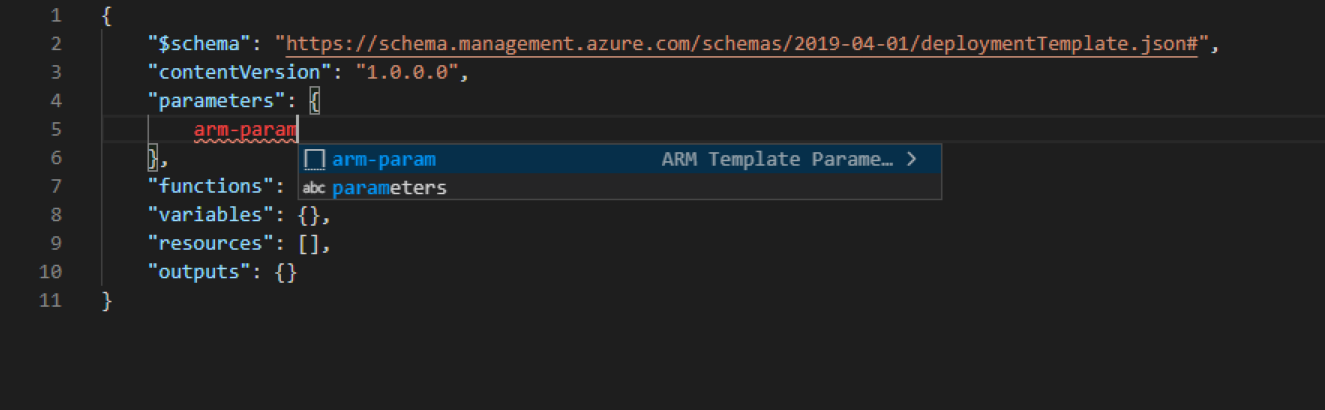 1 {
2 "$schema": "https://schema.management.azure.com/schemas/2019-04-01/deploymentTemplate.json#",
3 "contentVersion": "1.0.0.0",
4 "parameters": {
5 arm-param
6 },
arm-param ARM Template Parame… >
7 "functions":
abc parameters
8 "variables": {},
9 "resources": [],
10 "outputs": {}
11 }